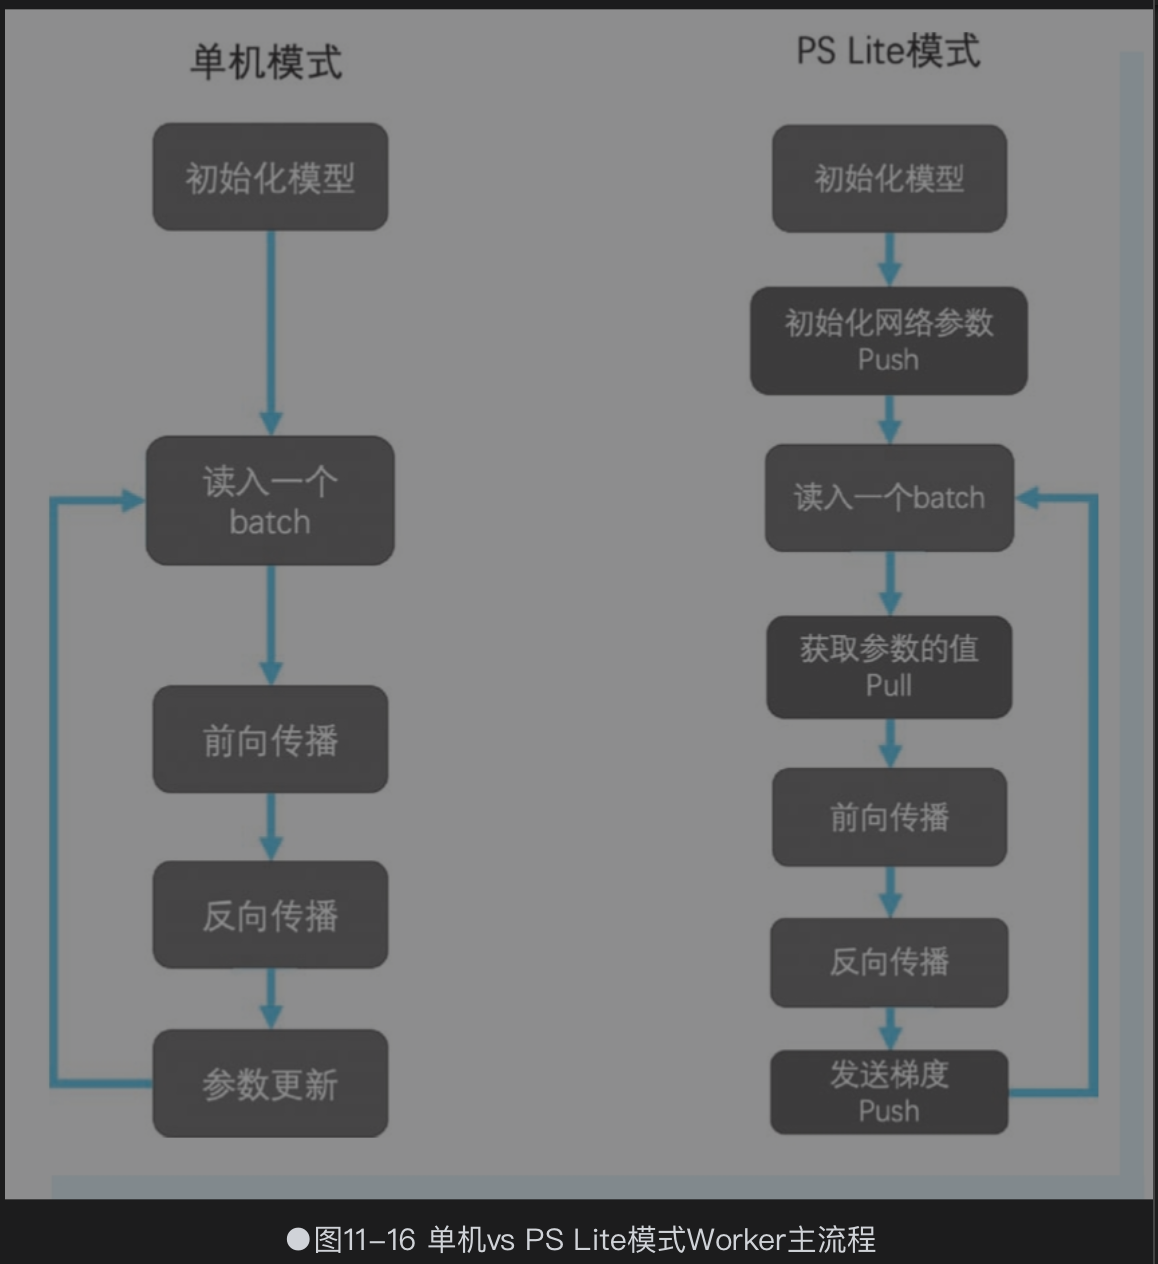 单机模式
初始化模型
读入一个
batch
前向传播
反向传播
参数更新
PS Lite模式
初始化模型
初始化网络参数
Push
读入一个batch
获取参数的值
Pull
前向传播
反向传播
发送梯度
Push
●图11-16 单机vs PS Lite模式Worker主流程